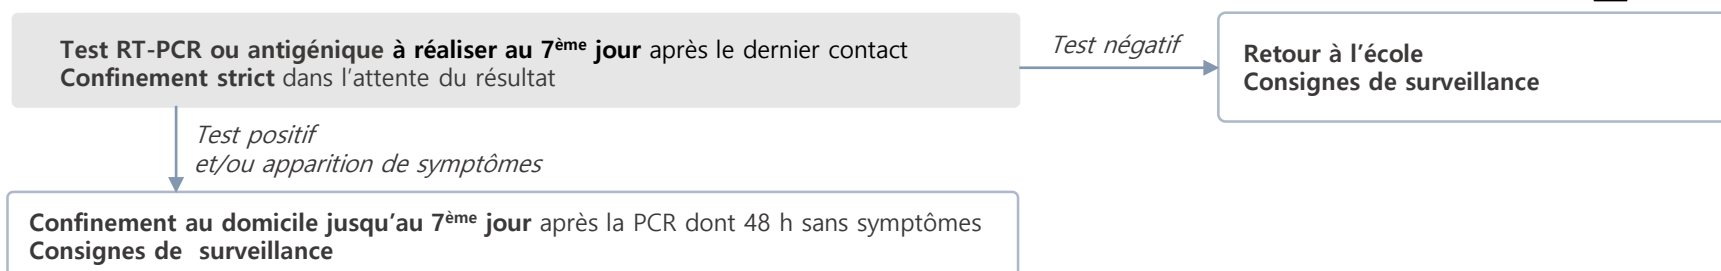 Test RT-PCR ou antigénique à réaliser au 7ème jour après le dernier contact
Confinement strict dans l'attente du résultat
Test négatif
Retour à l'école
Consignes de surveillance
Test positif
et/ou apparition de symptômes
Confinement au domicile jusqu'au 7ème jour après la PCR dont 48 h sans symptômes
Consignes de  surveillance